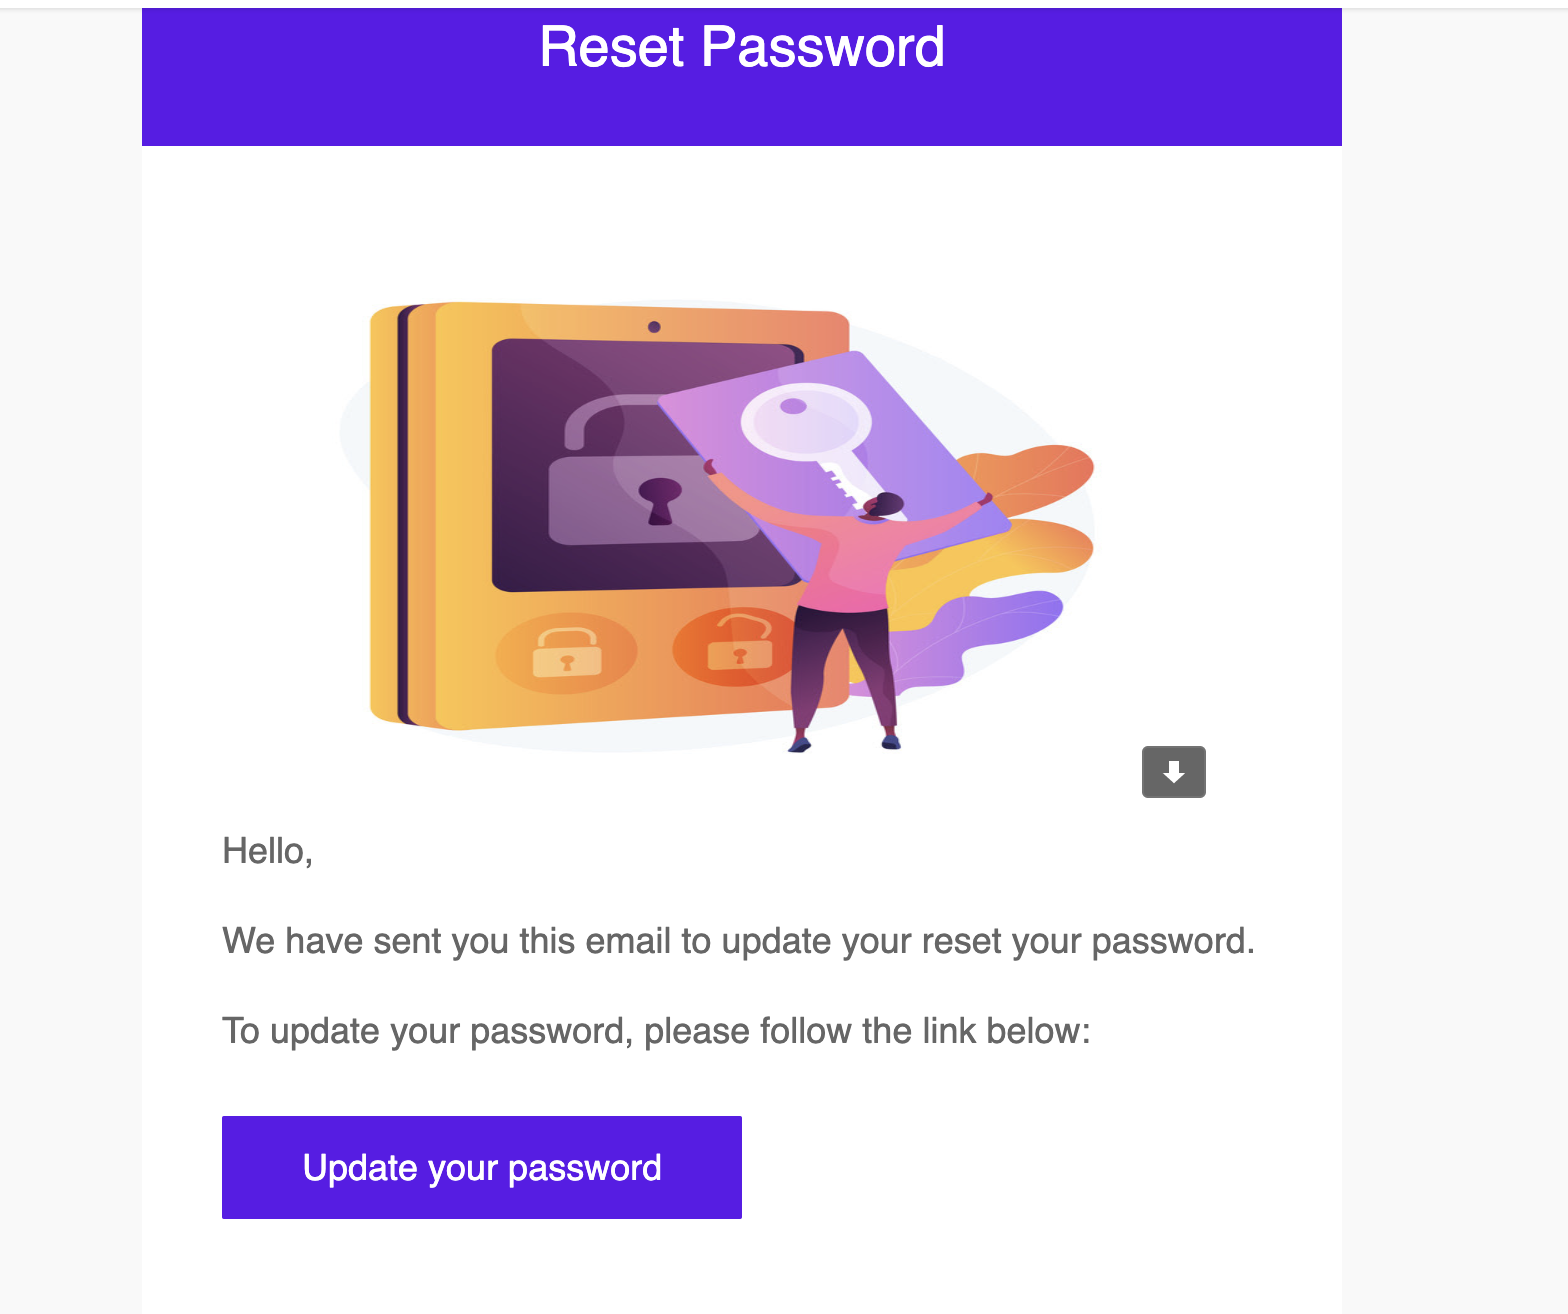 Reset Password
Hello,
We have sent you this email to update your reset your password.
To update your password, please follow the link below:
Update your password